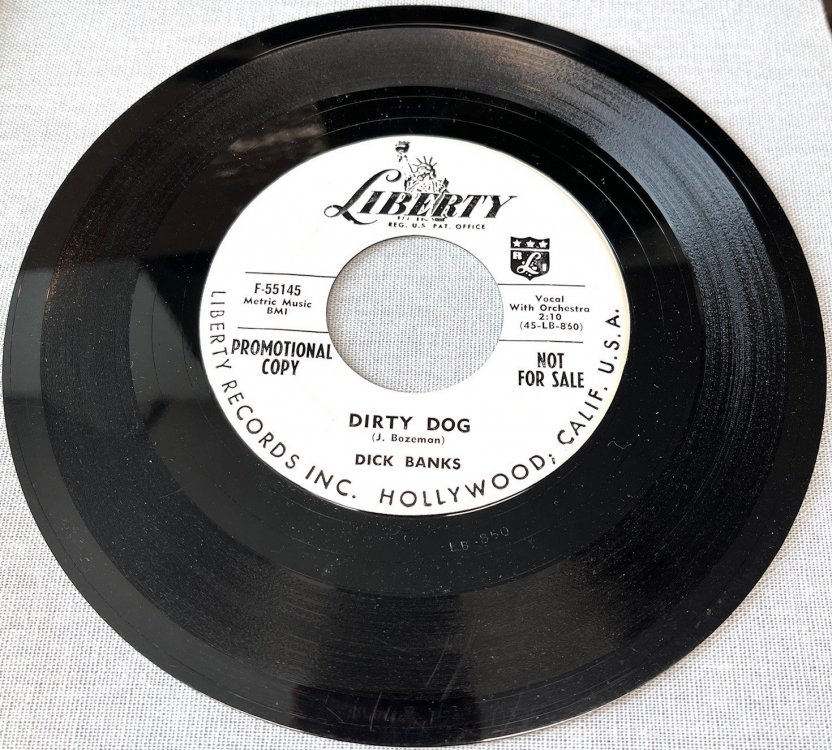 LIBERTY
REG. U.S. PAT. OFFICE
F-55145
Metric Music
BMI
Vocal
With Orchestra
2:10
(45-LB-860)
PROMOTIONAL
COPY
NOT
FOR SALE
DIRTY DOG
(J. Bozeman)
DICK BANKS
LIBERTY RECORDS INC. HOLLYWOOD, CALIF. U.S.A.